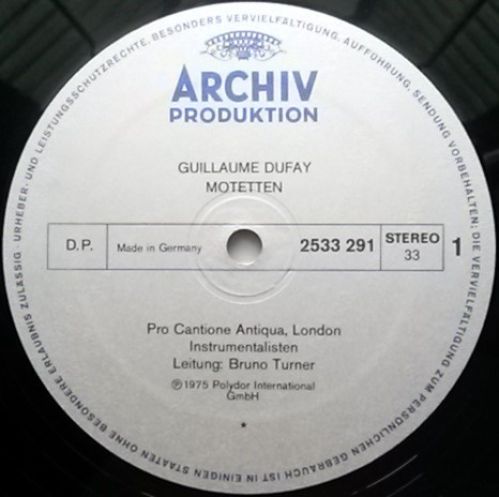 ARCHIV
PRODUKTION
GUILLAUME DUFAY
MOTETTEN
D.P. Made in Germany 2533 291 STEREO 33 1
Pro Cantione Antiqua, London
Instrumentalisten
Leitung: Bruno Turner
Ⓟ1975 Polydor International
GmbH
*
URHEBER- UND LEISTUNGSSCHUTZRECHTE, BESONDERS VERVIELFÄLTIGUNG, AUFFÜHRUNG, SENDUNG VORBEHALTEN; DIE VERVIELFÄLTIGUNG ZUM PERSÖNLICHEN GEBRAUCH IST IN EINIGEN STAATEN OHNE BESONDERE ERLAUBNIS ZULÄSSIG.